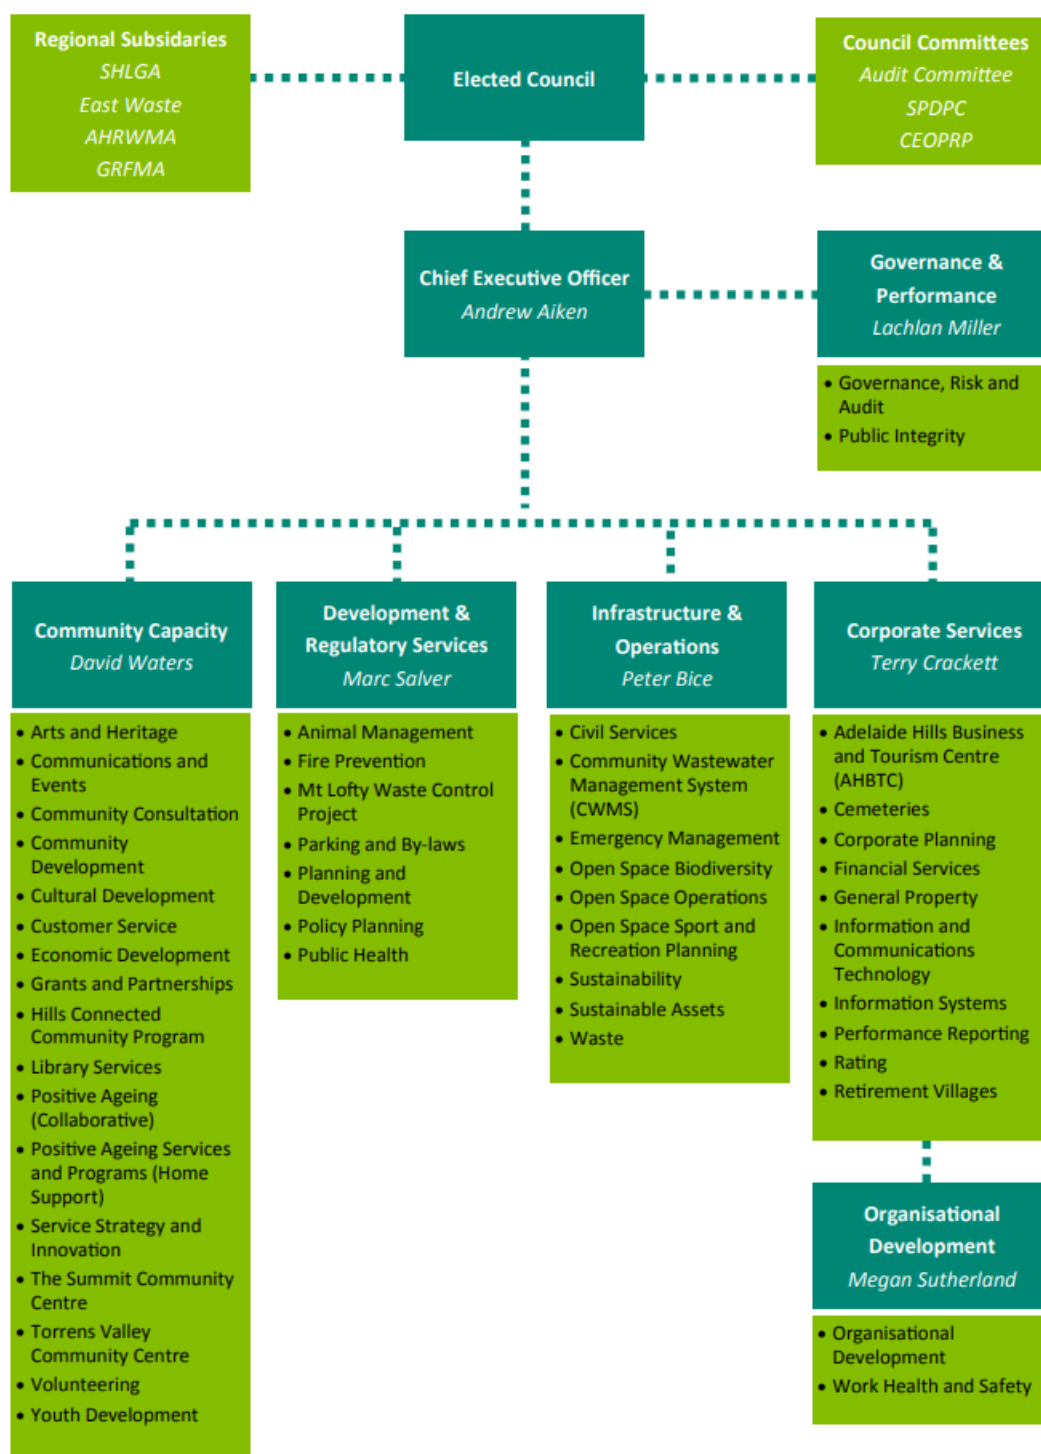 Regional Subsidaries
SHLGA
East Waste
AHRWMA
GRFMA
Elected Council
Council Committees
Audit Committee
SPDPC
CEOPRP
Chief Executive Officer
Andrew Aiken
Governance &
Performance
Lachlan Miller
• Governance, Risk and
Audit
• Public Integrity
Community Capacity
David Waters
• Arts and Heritage
• Communications and
Events
• Community Consultation
• Community
Development
• Cultural Development
• Customer Service
• Economic Development
• Grants and Partnerships
• Hills Connected
Community Program
• Library Services
• Positive Ageing
(Collaborative)
• Positive Ageing Services
and Programs (Home
Support)
• Service Strategy and
Innovation
• The Summit Community
Centre
• Torrens Valley
Community Centre
• Volunteering
• Youth Development
Development &
Regulatory Services
Marc Salver
• Animal Management
• Fire Prevention
• Mt Lofty Waste Control
Project
• Parking and By-laws
• Planning and
Development
• Policy Planning
• Public Health
Infrastructure &
Operations
Peter Bice
• Civil Services
• Community Wastewater
Management System
(CWMS)
• Emergency Management
• Open Space Biodiversity
• Open Space Operations
• Open Space Sport and
Recreation Planning
• Sustainability
• Sustainable Assets
• Waste
Corporate Services
Terry Crackett
• Adelaide Hills Business
and Tourism Centre
(AHBTC)
• Cemeteries
• Corporate Planning
• Financial Services
• General Property
• Information and
Communications
Technology
• Information Systems
• Performance Reporting
• Rating
• Retirement Villages
Organisational
Development
Megan Sutherland
• Organisational
Development
• Work Health and Safety